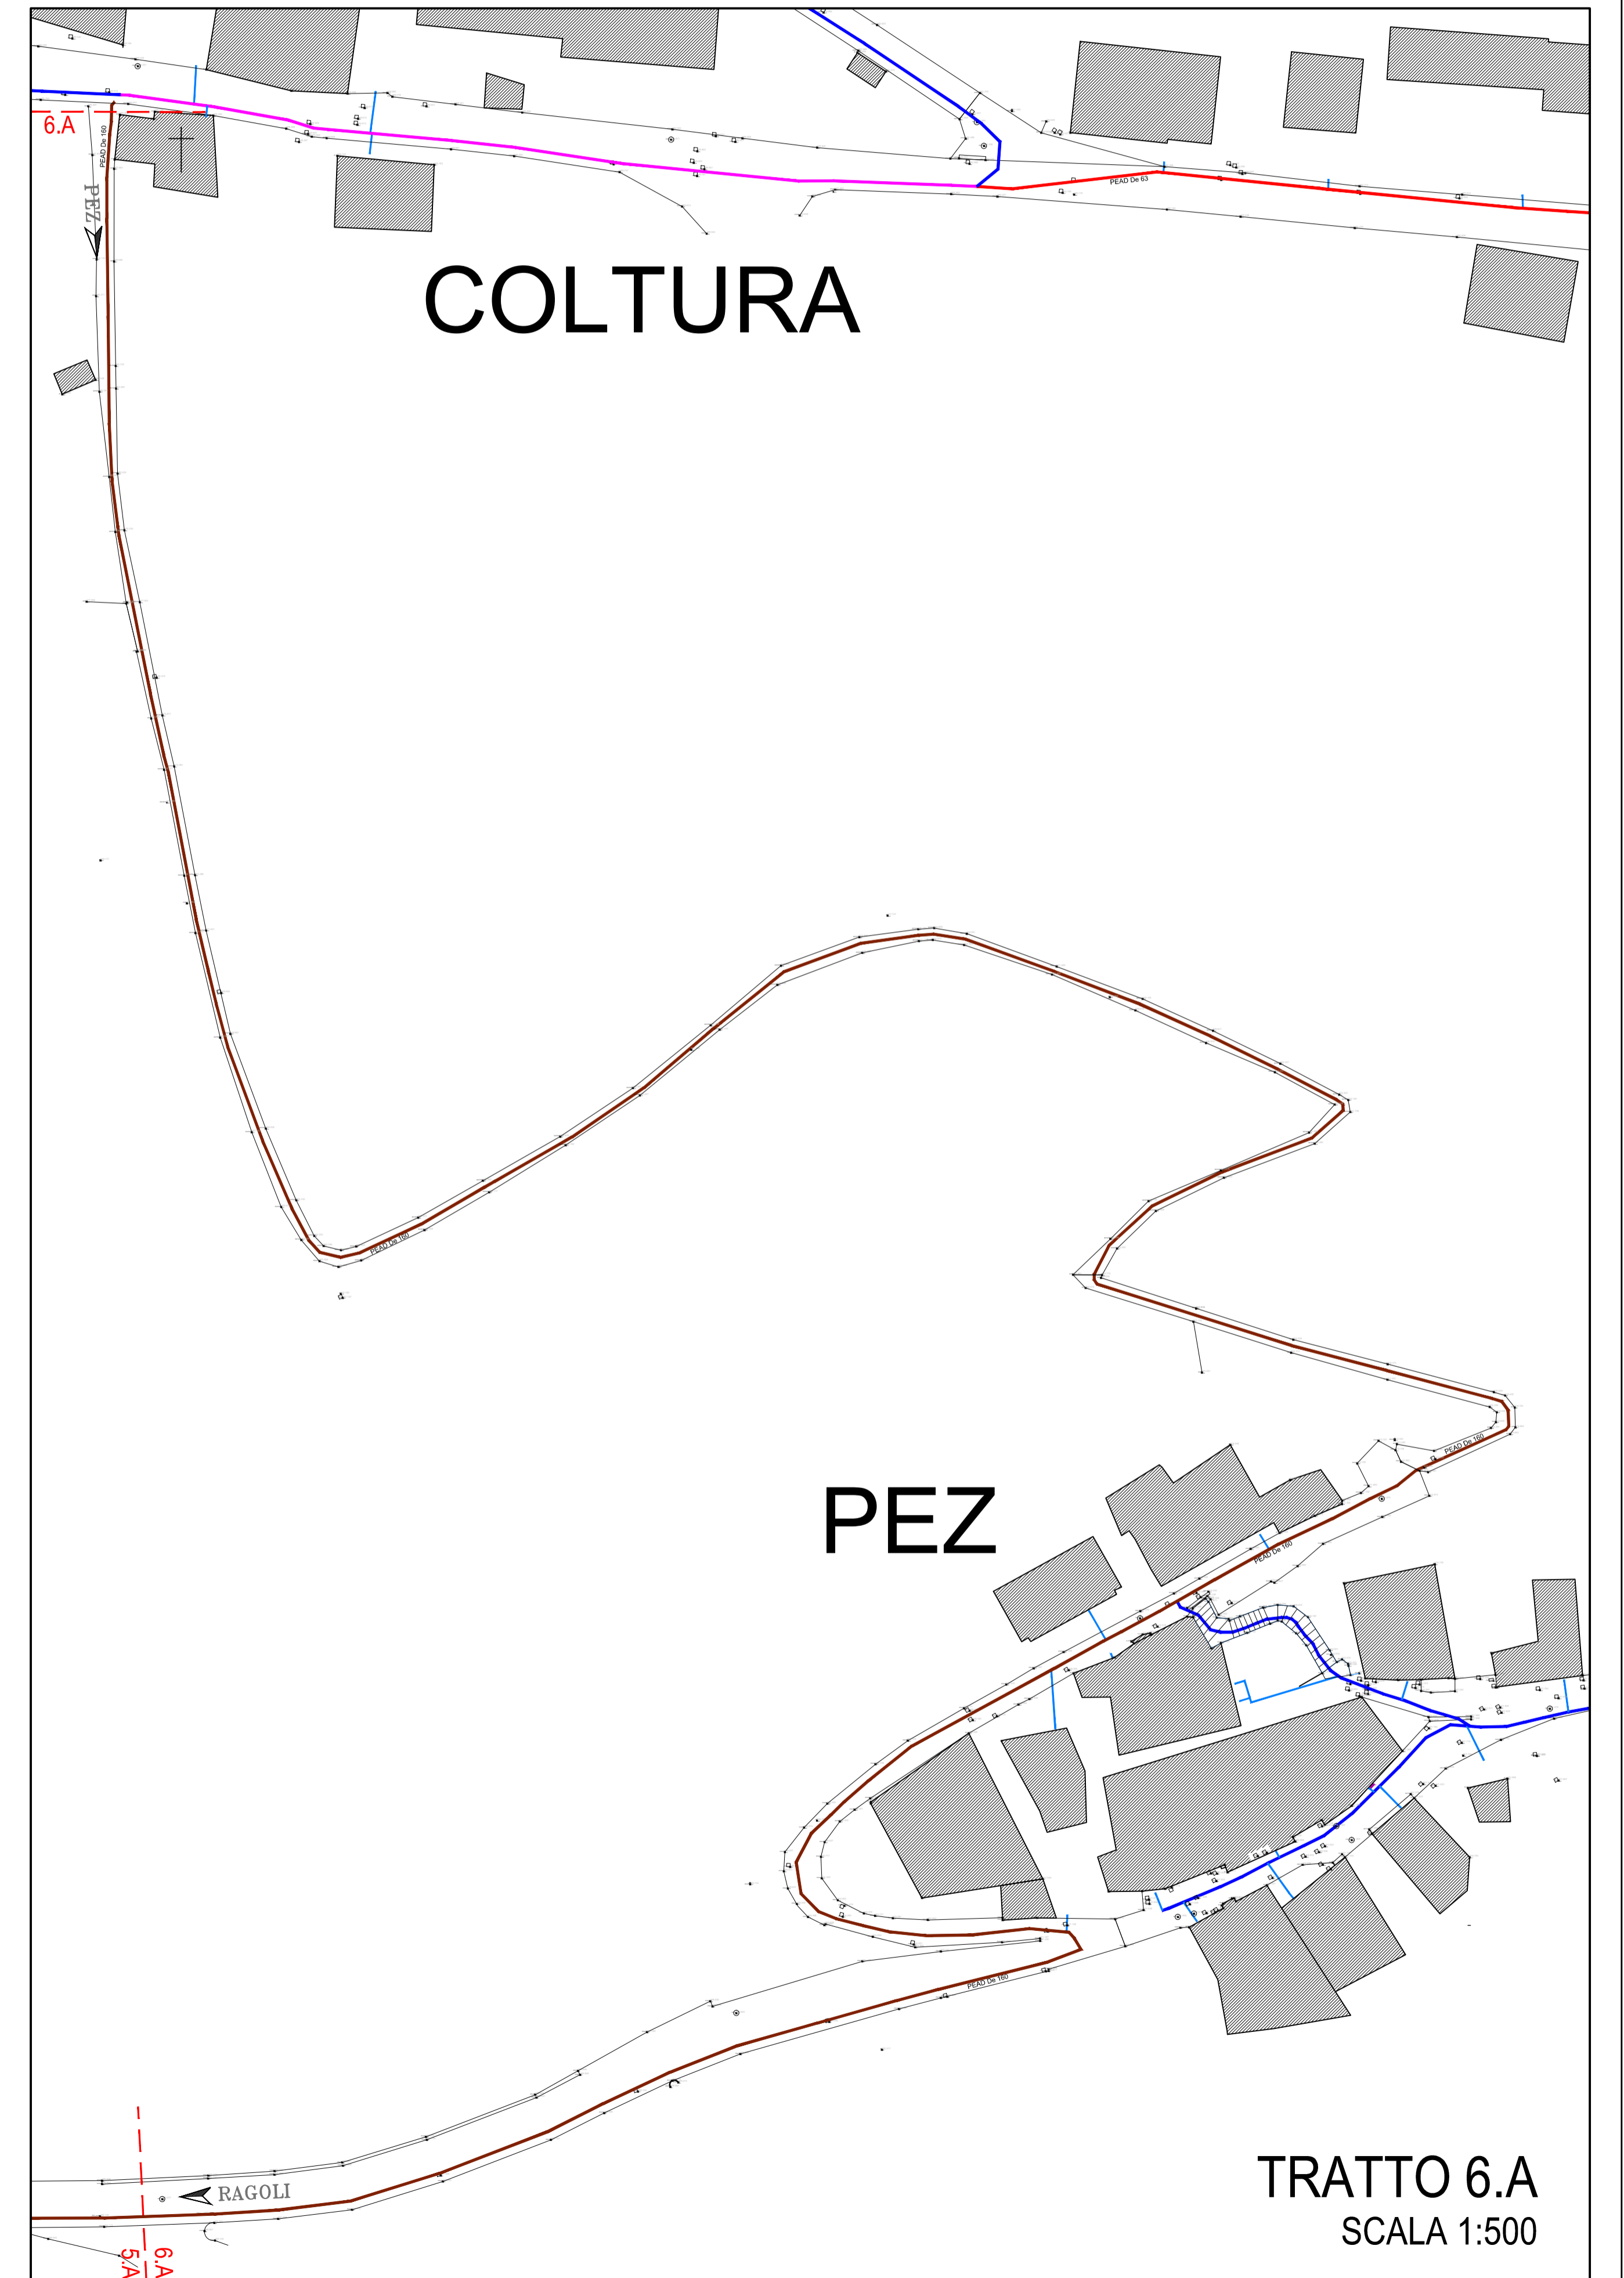 6.A
PEAD De 160
PEZ
PEAD De 63
COLTURA
PEAD De 160
PEAD De 160
PEZ
PEAD De 160
PEAD De 160
RAGOLI
6.A
5.A
TRATTO 6.A
SCALA 1:500